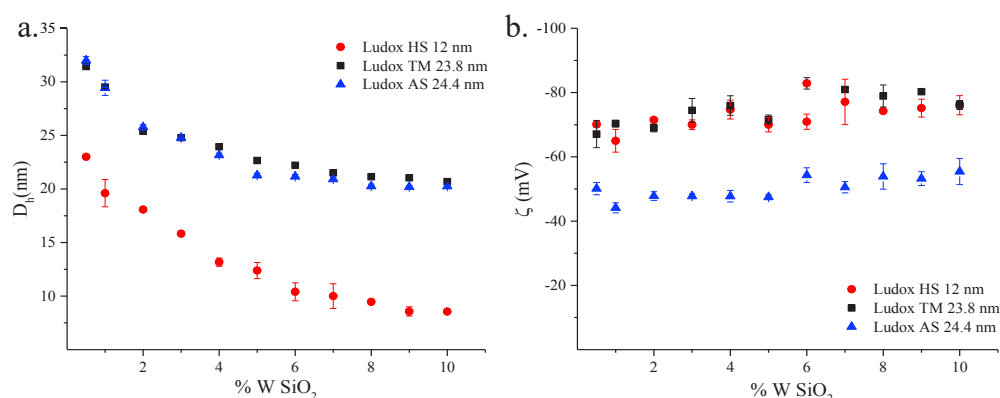 a.
35
30
25
20
15
10
D_h(nm)
2
4
6
8
10
% W SiO₂
Ludox HS 12 nm
Ludox TM 23.8 nm
Ludox AS 24.4 nm
b.
-100
-80
-60
-40
-20
ζ (mV)
2
4
6
8
10
% W SiO₂
Ludox HS 12 nm
Ludox TM 23.8 nm
Ludox AS 24.4 nm